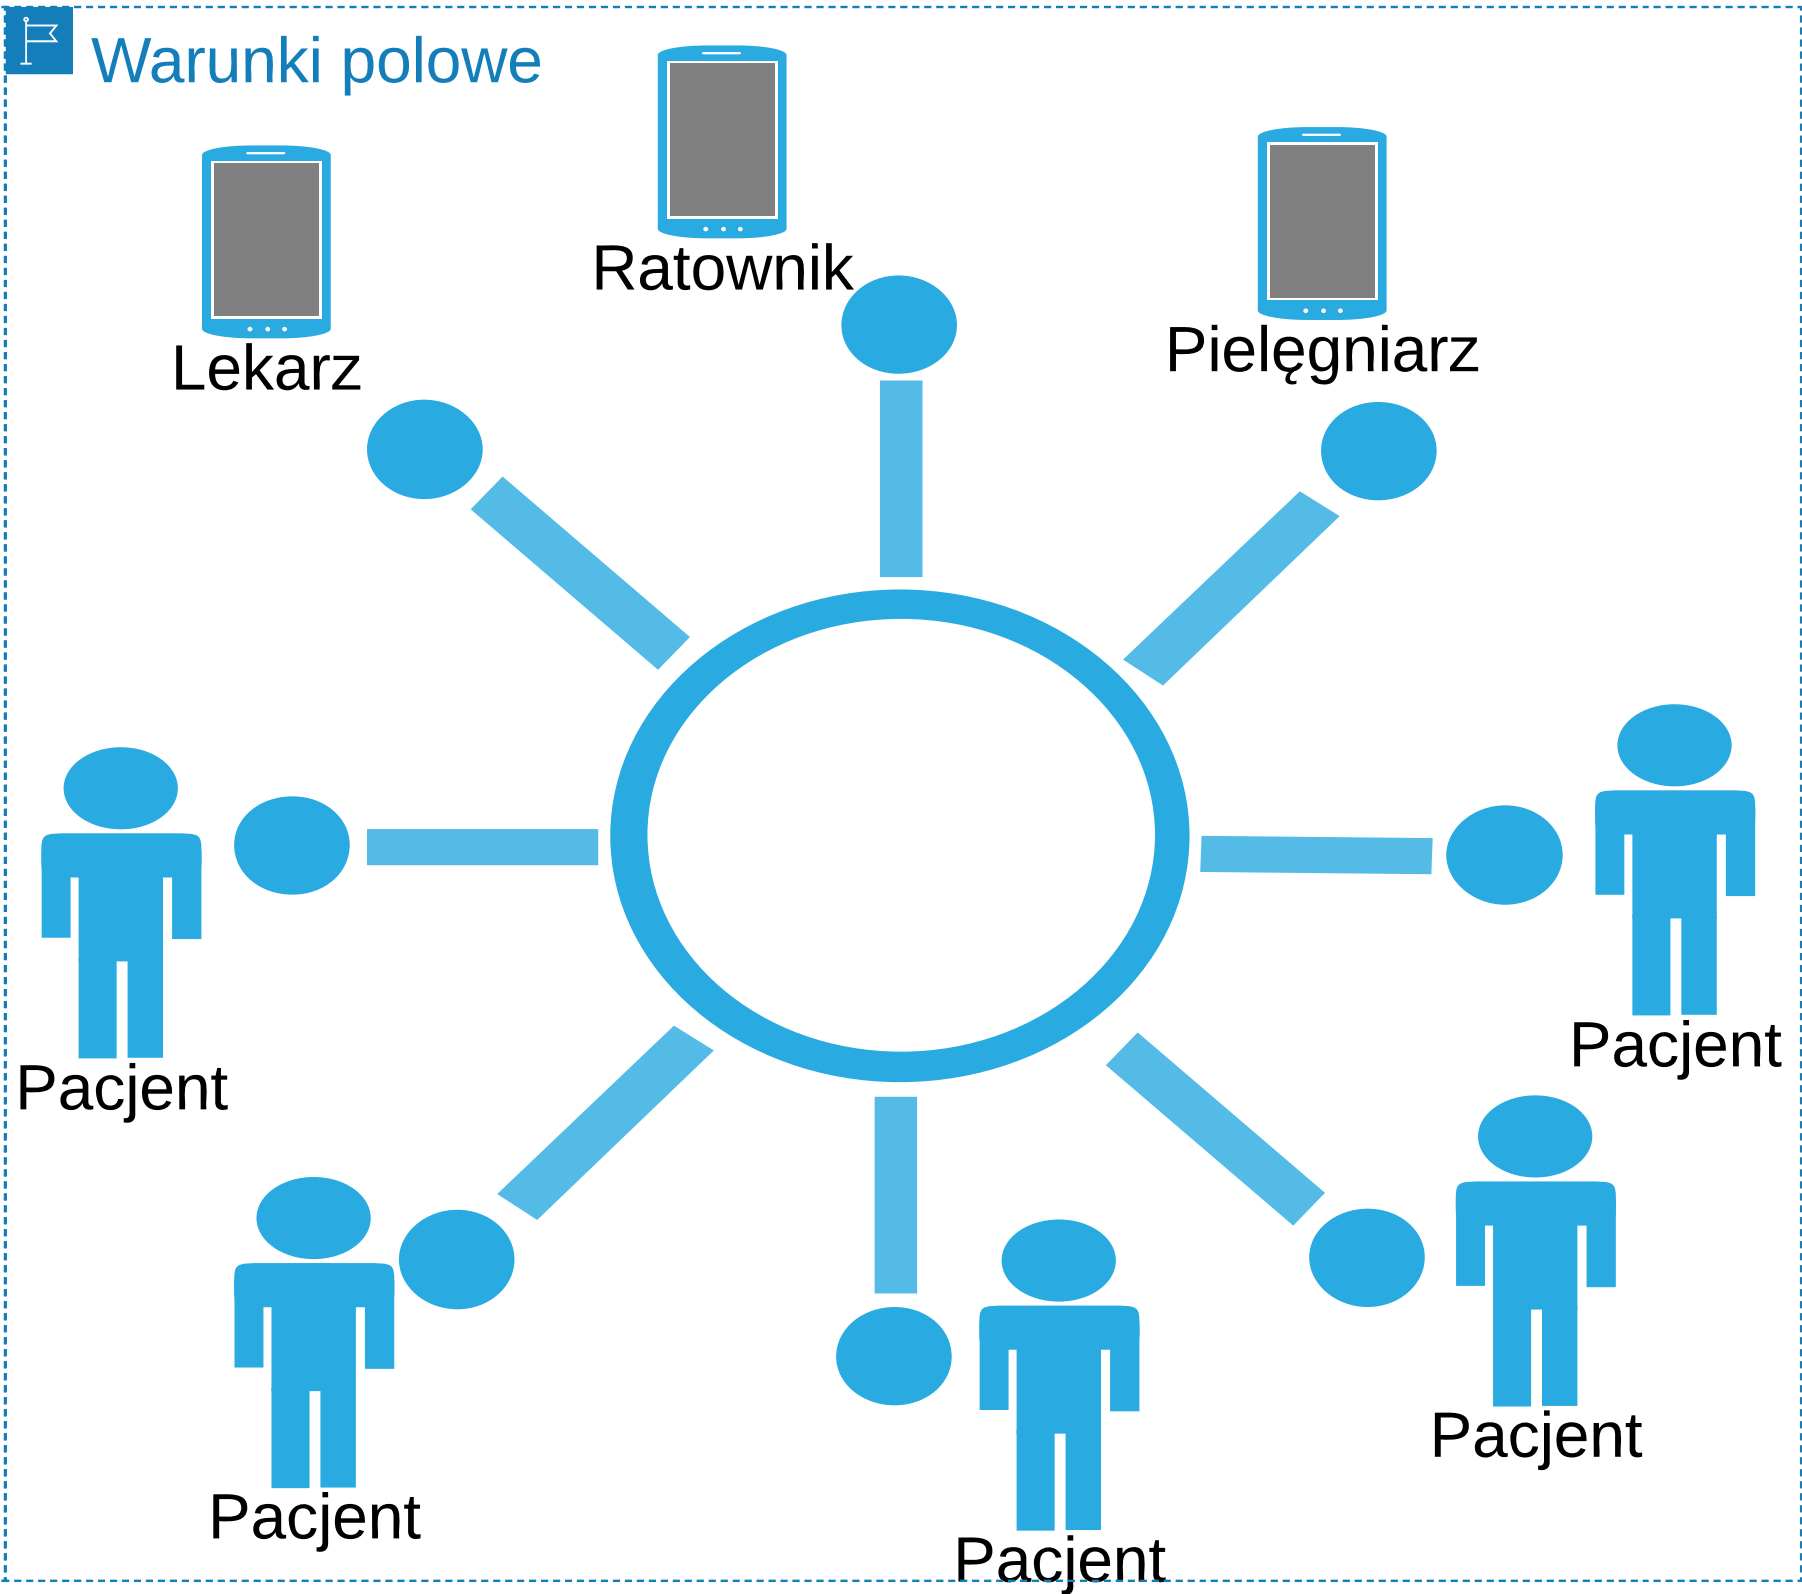 Warunki polowe
Ratownik
Pielęgniarz
Lekarz
Pacjent
Pacjent
Pacjent
Pacjent
Pacjent